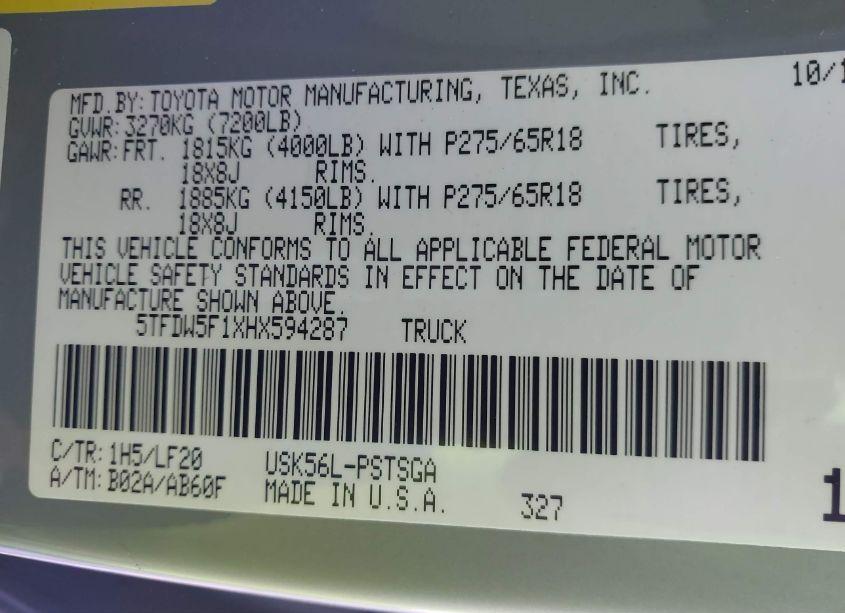 MFD.BY: TOYOTA MOTOR MANUFACTURING, TEXAS, INC. 10/1
GVWR: 3270KG (7200LB)
GAWR: FRT. 1815KG (4000LB) WITH P275/65R18 TIRES,
18X8J RIMS.
RR. 1885KG (4150LB) WITH P275/65R18 TIRES,
18X8J RIMS.
THIS VEHICLE CONFORMS TO ALL APPLICABLE FEDERAL MOTOR
VEHICLE SAFETY STANDARDS IN EFFECT ON THE DATE OF
MANUFACTURE SHOWN ABOVE.
5TFDW5F1XHX594287 TRUCK
C/TR: 1H5/LF20 USK56L-PSTSGA
A/TM: B02A/AB60F MADE IN U.S.A. 327 1